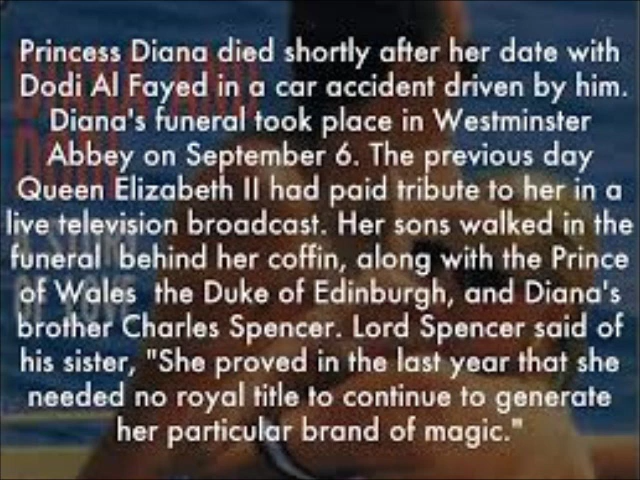 Princess Diana died shortly after her date with
Dodi Al Fayed in a car accident driven by him.
Diana's funeral took place in Westminster
Abbey on September 6. The previous day
Queen Elizabeth II had paid tribute to her in a
live television broadcast. Her sons walked in the
funeral behind her coffin, along with the Prince
of Wales the Duke of Edinburgh, and Diana's
brother Charles Spencer. Lord Spencer said of
his sister, "She proved in the last year that she
needed no royal title to continue to generate
her particular brand of magic."